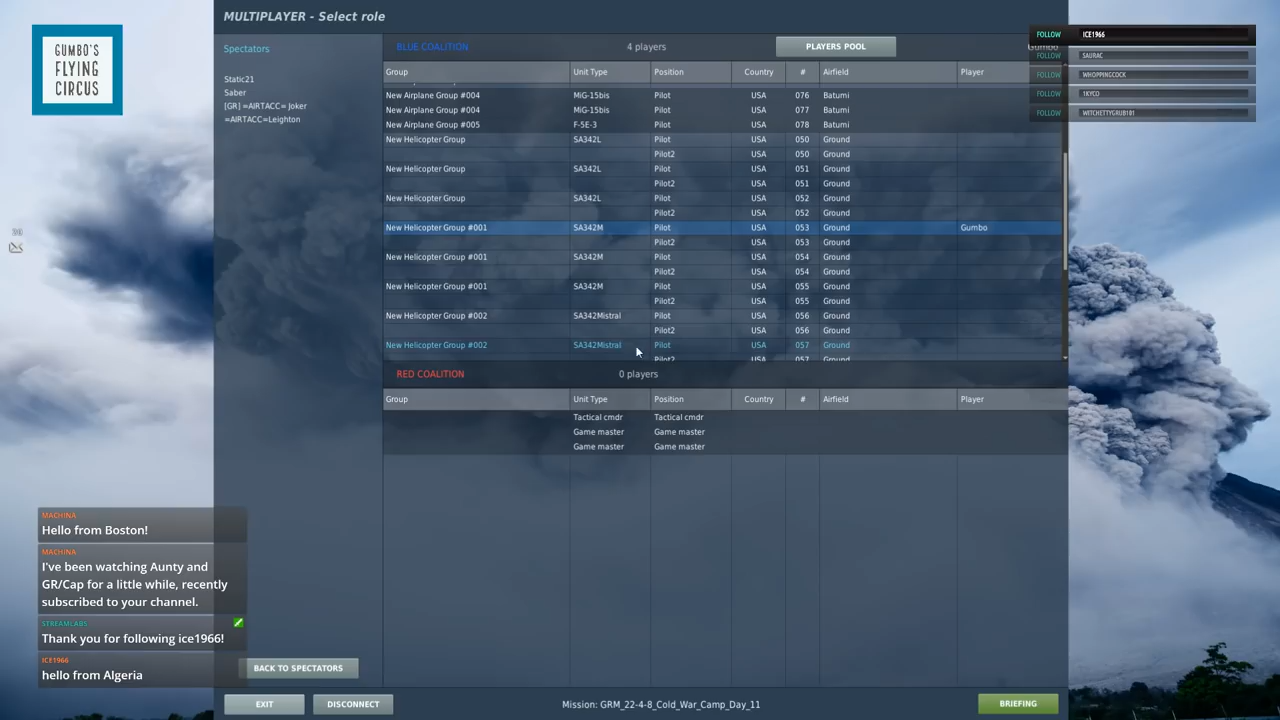 MULTIPLAYER - Select role
GUMBO'S
FLYING
CIRCUS
Spectators
Static21
Saber
[GR] =AIRTACC= Joker
=AIRTACC=Leighton
BLUE COALITION 4 players PLAYERS POOL Gumbo
Group Unit Type Position Country # Airfield Player
New Airplane Group #004 MiG-15bis Pilot USA 076 Batumi
New Airplane Group #004 MiG-15bis Pilot USA 077 Batumi
New Airplane Group #005 F-5E-3 Pilot USA 078 Batumi
New Helicopter Group SA342L Pilot USA 050 Ground
Pilot2 USA 050 Ground
New Helicopter Group SA342L Pilot USA 051 Ground
Pilot2 USA 051 Ground
New Helicopter Group SA342L Pilot USA 052 Ground
Pilot2 USA 052 Ground
New Helicopter Group #001 SA342M Pilot USA 053 Ground Gumbo
Pilot2 USA 053 Ground
New Helicopter Group #001 SA342M Pilot USA 054 Ground
Pilot2 USA 054 Ground
New Helicopter Group #001 SA342M Pilot USA 055 Ground
Pilot2 USA 055 Ground
New Helicopter Group #002 SA342Mistral Pilot USA 056 Ground
Pilot2 USA 056 Ground
New Helicopter Group #002 SA342Mistral Pilot USA 057 Ground
Pilot2 USA 057 Ground
RED COALITION 0 players
Group Unit Type Position Country # Airfield Player
Tactical cmdr Tactical cmdr
Game master Game master
Game master Game master
FOLLOW ICE1966
FOLLOW SAURAC
FOLLOW WHOPPINGCOCK
FOLLOW 1KYCO
FOLLOW WITCHETTYGRUB101
MACHINA
Hello from Boston!
MACHINA
I've been watching Aunty and
GR/Cap for a little while, recently
subscribed to your channel.
STREAMLABS
Thank you for following ice1966!
ICE1966
hello from Algeria
BACK TO SPECTATORS
EXIT DISCONNECT Mission: GRM_22-4-8_Cold_War_Camp_Day_11 BRIEFING